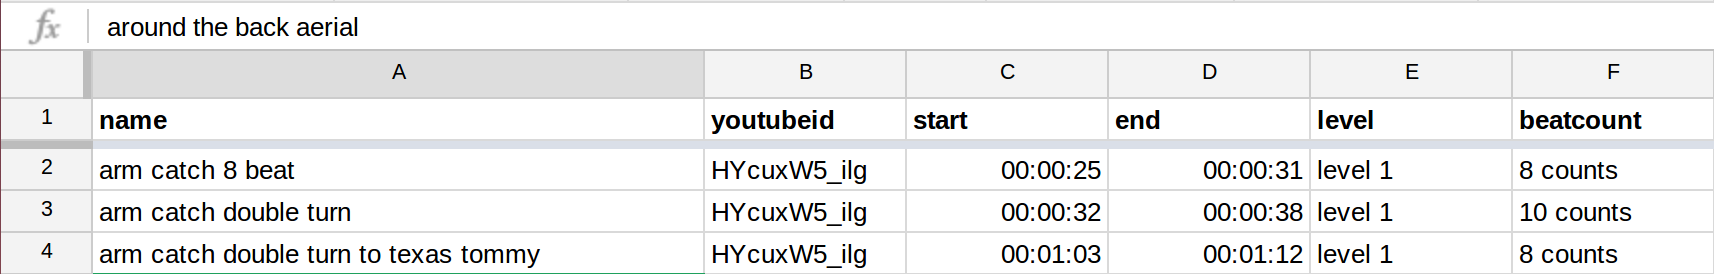 fx around the back aerial
A B C D E F
1 name youtubeid start end level beatcount
2 arm catch 8 beat HYcuxW5_ilg 00:00:25 00:00:31 level 1 8 counts
3 arm catch double turn HYcuxW5_ilg 00:00:32 00:00:38 level 1 10 counts
4 arm catch double turn to texas tommy HYcuxW5_ilg 00:01:03 00:01:12 level 1 8 counts